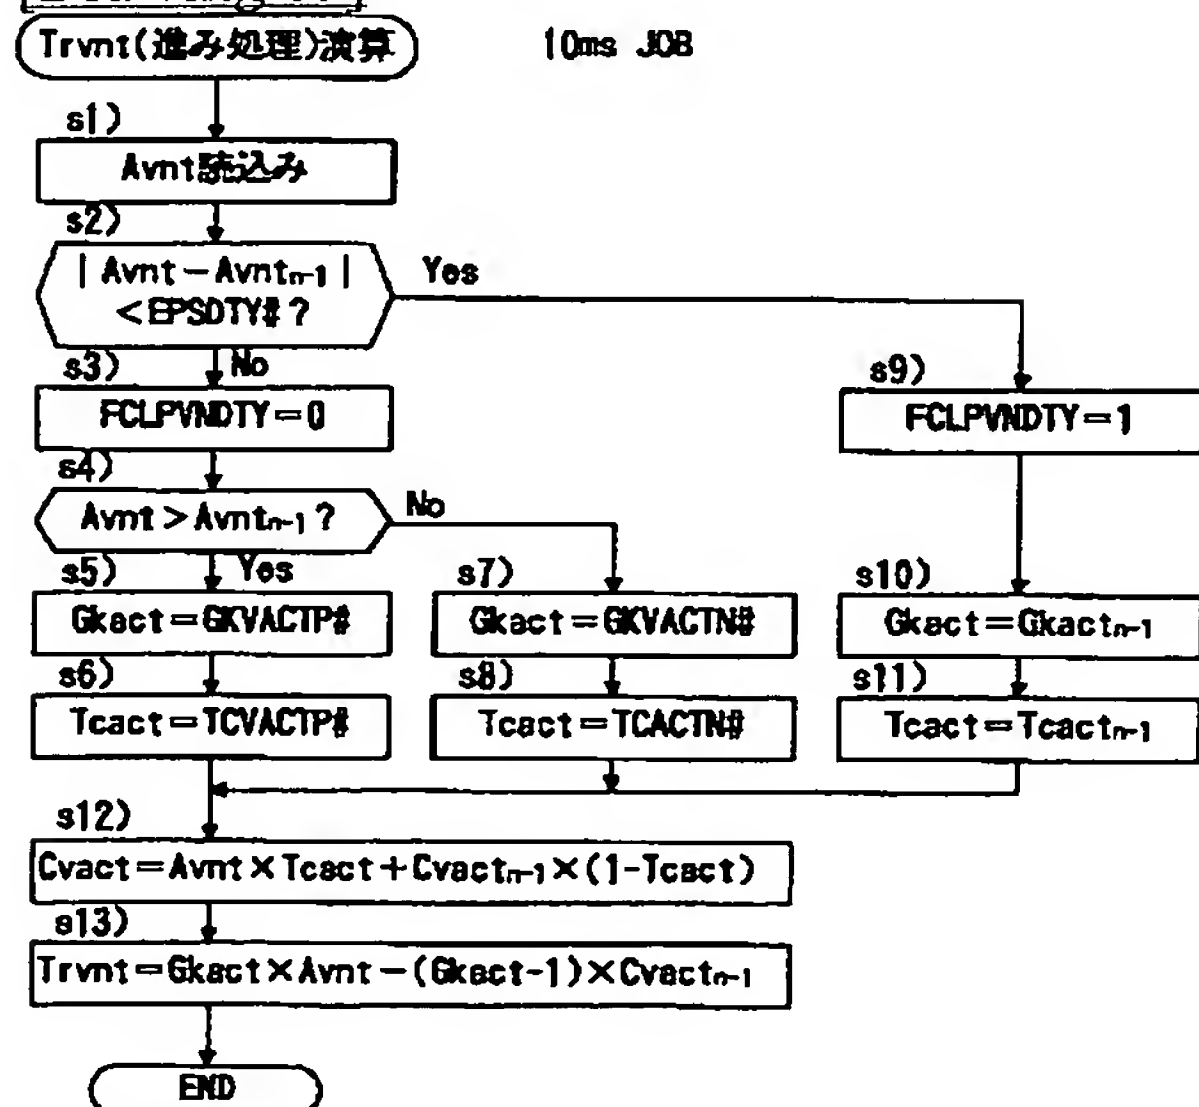 Trvnt(進み処理)演算
10ms JOB
s1)
Avnt読込み
s2)
| Avnt－Avntn-1 |
＜EPSDTY#？
Yes
s3)
No
FCLPVNDTY＝0
s9)
FCLPVNDTY＝1
s4)
Avnt＞Avntn-1？
No
s5)
Yes
Gkact＝GKVACTP#
s7)
Gkact＝GKVACTN#
s10)
Gkact＝Gkactn-1
s6)
Tcact＝TCVACTP#
s8)
Tcact＝TCACTN#
s11)
Tcact＝Tcactn-1
s12)
Cvact＝Avnt×Tcact＋Cvactn-1×(1-Tcact)
s13)
Trvnt＝Gkact×Avnt－(Gkact-1)×Cvactn-1
END